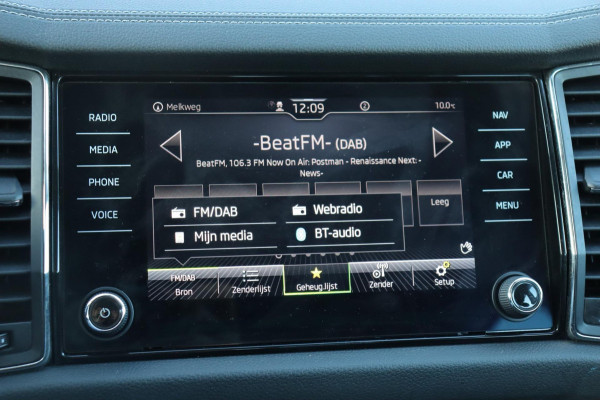 RADIO
MEDIA
PHONE
VOICE
Melkweg 12:09 2 10.0°C
-BeatFM- (DAB)
BeatFM, 106.3 FM Now On Air: Postman - Renaissance Next: -
News-
FM/DAB Webradio
Mijn media BT-audio
Leeg
FM/DAB
Bron Zenderlijst Geheug.lijst Zender Setup
NAV
APP
CAR
MENU